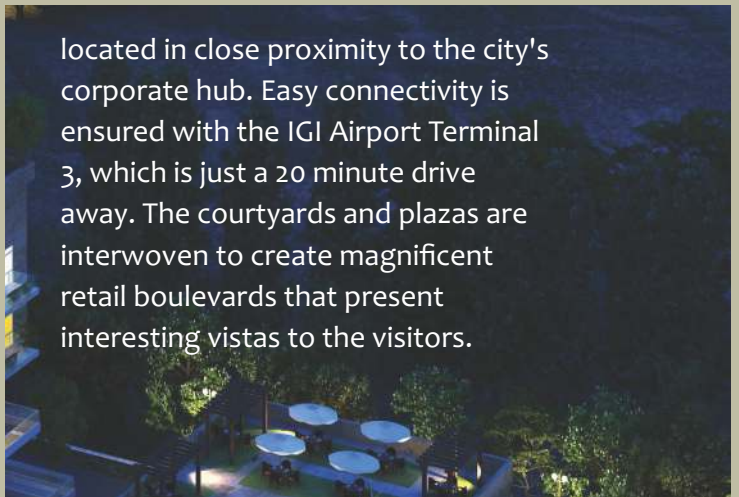 located in close proximity to the city's
corporate hub. Easy connectivity is
ensured with the IGI Airport Terminal
3, which is just a 20 minute drive
away. The courtyards and plazas are
interwoven to create magnificent
retail boulevards that present
interesting vistas to the visitors.